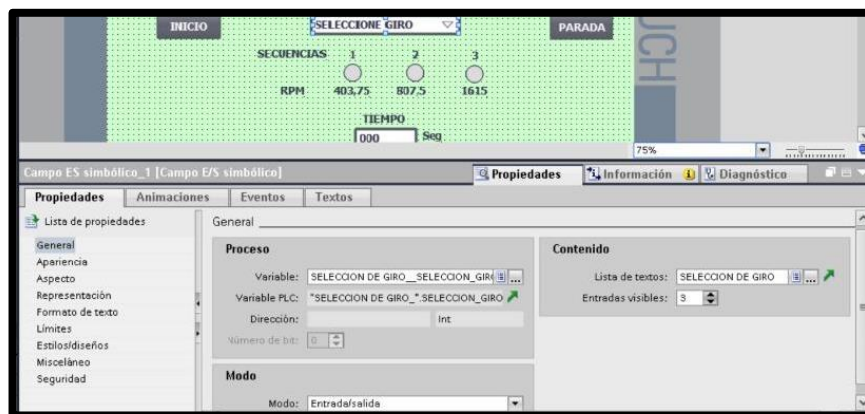 INICIO
SELECCIONE GIRO
PARADA
SECUENCIAS 1 2 3
RPM 403,75 807,5 1615
TIEMPO
000 Seg
UCH
75%
Campo ES simbólico_1 [Campo E/S simbólico]
Propiedades
Información
Diagnóstico
Propiedades
Animaciones
Eventos
Textos
Lista de propiedades
General
Apariencia
Aspecto
Representación
Formato de texto
Límites
Estilos/diseños
Misceláneo
Seguridad
General
Proceso
Variable: SELECCION DE GIRO__SELECCION_GIR
Variable PLC: "SELECCION DE GIRO_".SELECCION_GIRO
Dirección: Int
Número de bit: 0
Modo
Modo: Entrada/salida
Contenido
Lista de textos: SELECCION DE GIRO
Entradas visibles: 3